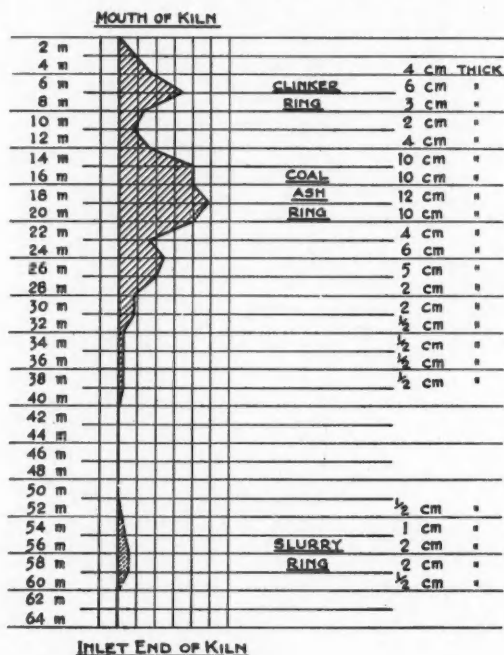 MOUTH OF KILN
2 m
4 m 4 cm THICK
6 m CLINKER 6 cm "
8 m RING 3 cm "
10 m 2 cm "
12 m 4 cm "
14 m 10 cm "
16 m COAL 10 cm "
18 m ASH 12 cm "
20 m RING 10 cm "
22 m 4 cm "
24 m 6 cm "
26 m 5 cm "
28 m 2 cm "
30 m 2 cm "
32 m ½ cm "
34 m ½ cm "
36 m ½ cm "
38 m ½ cm "
40 m
42 m
44 m
46 m
48 m
50 m
52 m ½ cm "
54 m 1 cm "
56 m SLURRY 2 cm "
58 m RING 2 cm "
60 m ½ cm "
62 m
64 m
INLET END OF KILN